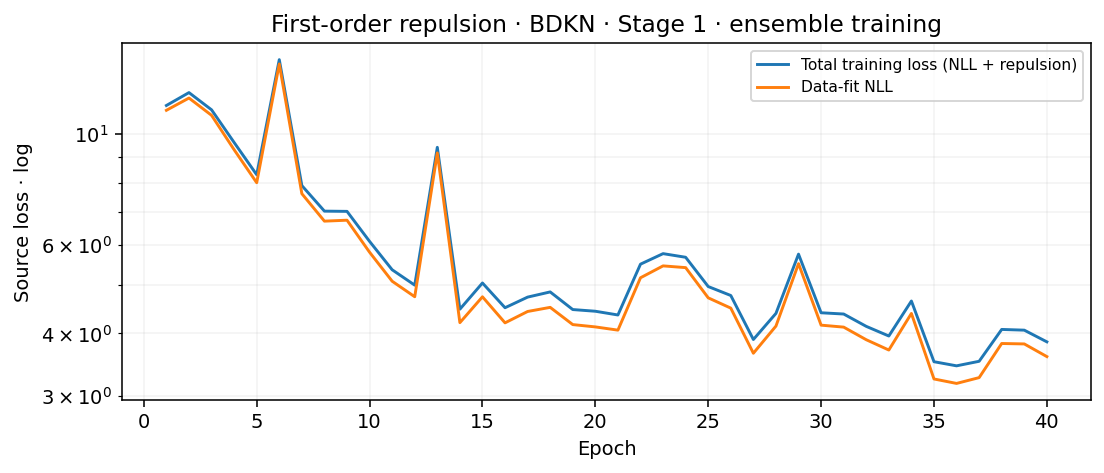 First-order repulsion · BDKN · Stage 1 · ensemble training
Total training loss (NLL + repulsion)
Data-fit NLL
Source loss · log
10¹
6 × 10⁰
4 × 10⁰
3 × 10⁰
0 5 10 15 20 25 30 35 40
Epoch